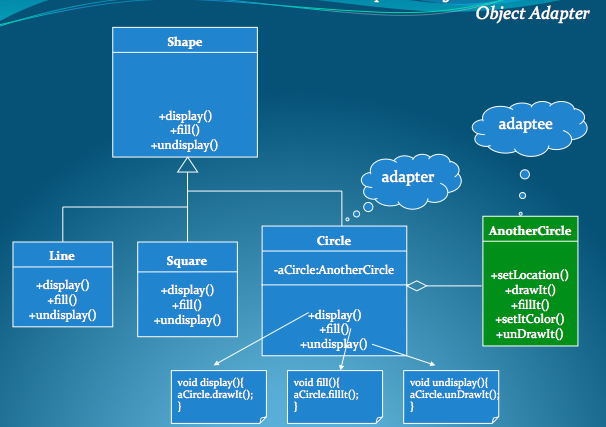 Object Adapter
Shape
+display()
+fill()
+undisplay()
adapter
adaptee
Line
+display()
+fill()
+undisplay()
Square
+display()
+fill()
+undisplay()
Circle
-aCircle:AnotherCircle
+display()
+fill()
+undisplay()
AnotherCircle
+setLocation()
+drawIt()
+fillIt()
+setItColor()
+unDrawIt()
void display(){
aCircle.drawIt();
}
void fill(){
aCircle.fillIt();
}
void undisplay(){
aCircle.unDrawIt();
}